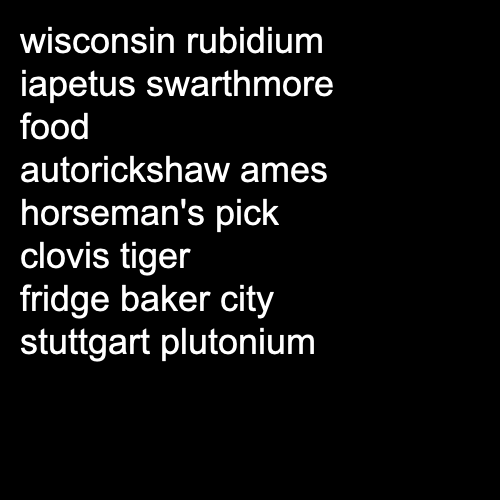 wisconsin rubidium
iapetus swarthmore
food
autorickshaw ames
horseman's pick
clovis tiger
fridge baker city
stuttgart plutonium